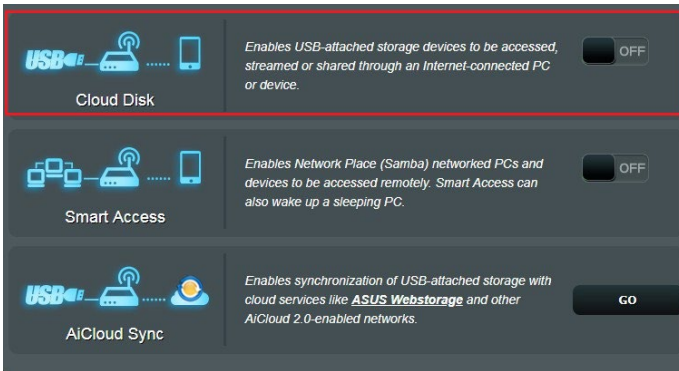 USB
Enables USB-attached storage devices to be accessed,
streamed or shared through an Internet-connected PC
or device.
OFF
Cloud Disk
Enables Network Place (Samba) networked PCs and
devices to be accessed remotely. Smart Access can
also wake up a sleeping PC.
OFF
Smart Access
USB
Enables synchronization of USB-attached storage with
cloud services like ASUS Webstorage and other
AiCloud 2.0-enabled networks.
GO
AiCloud Sync